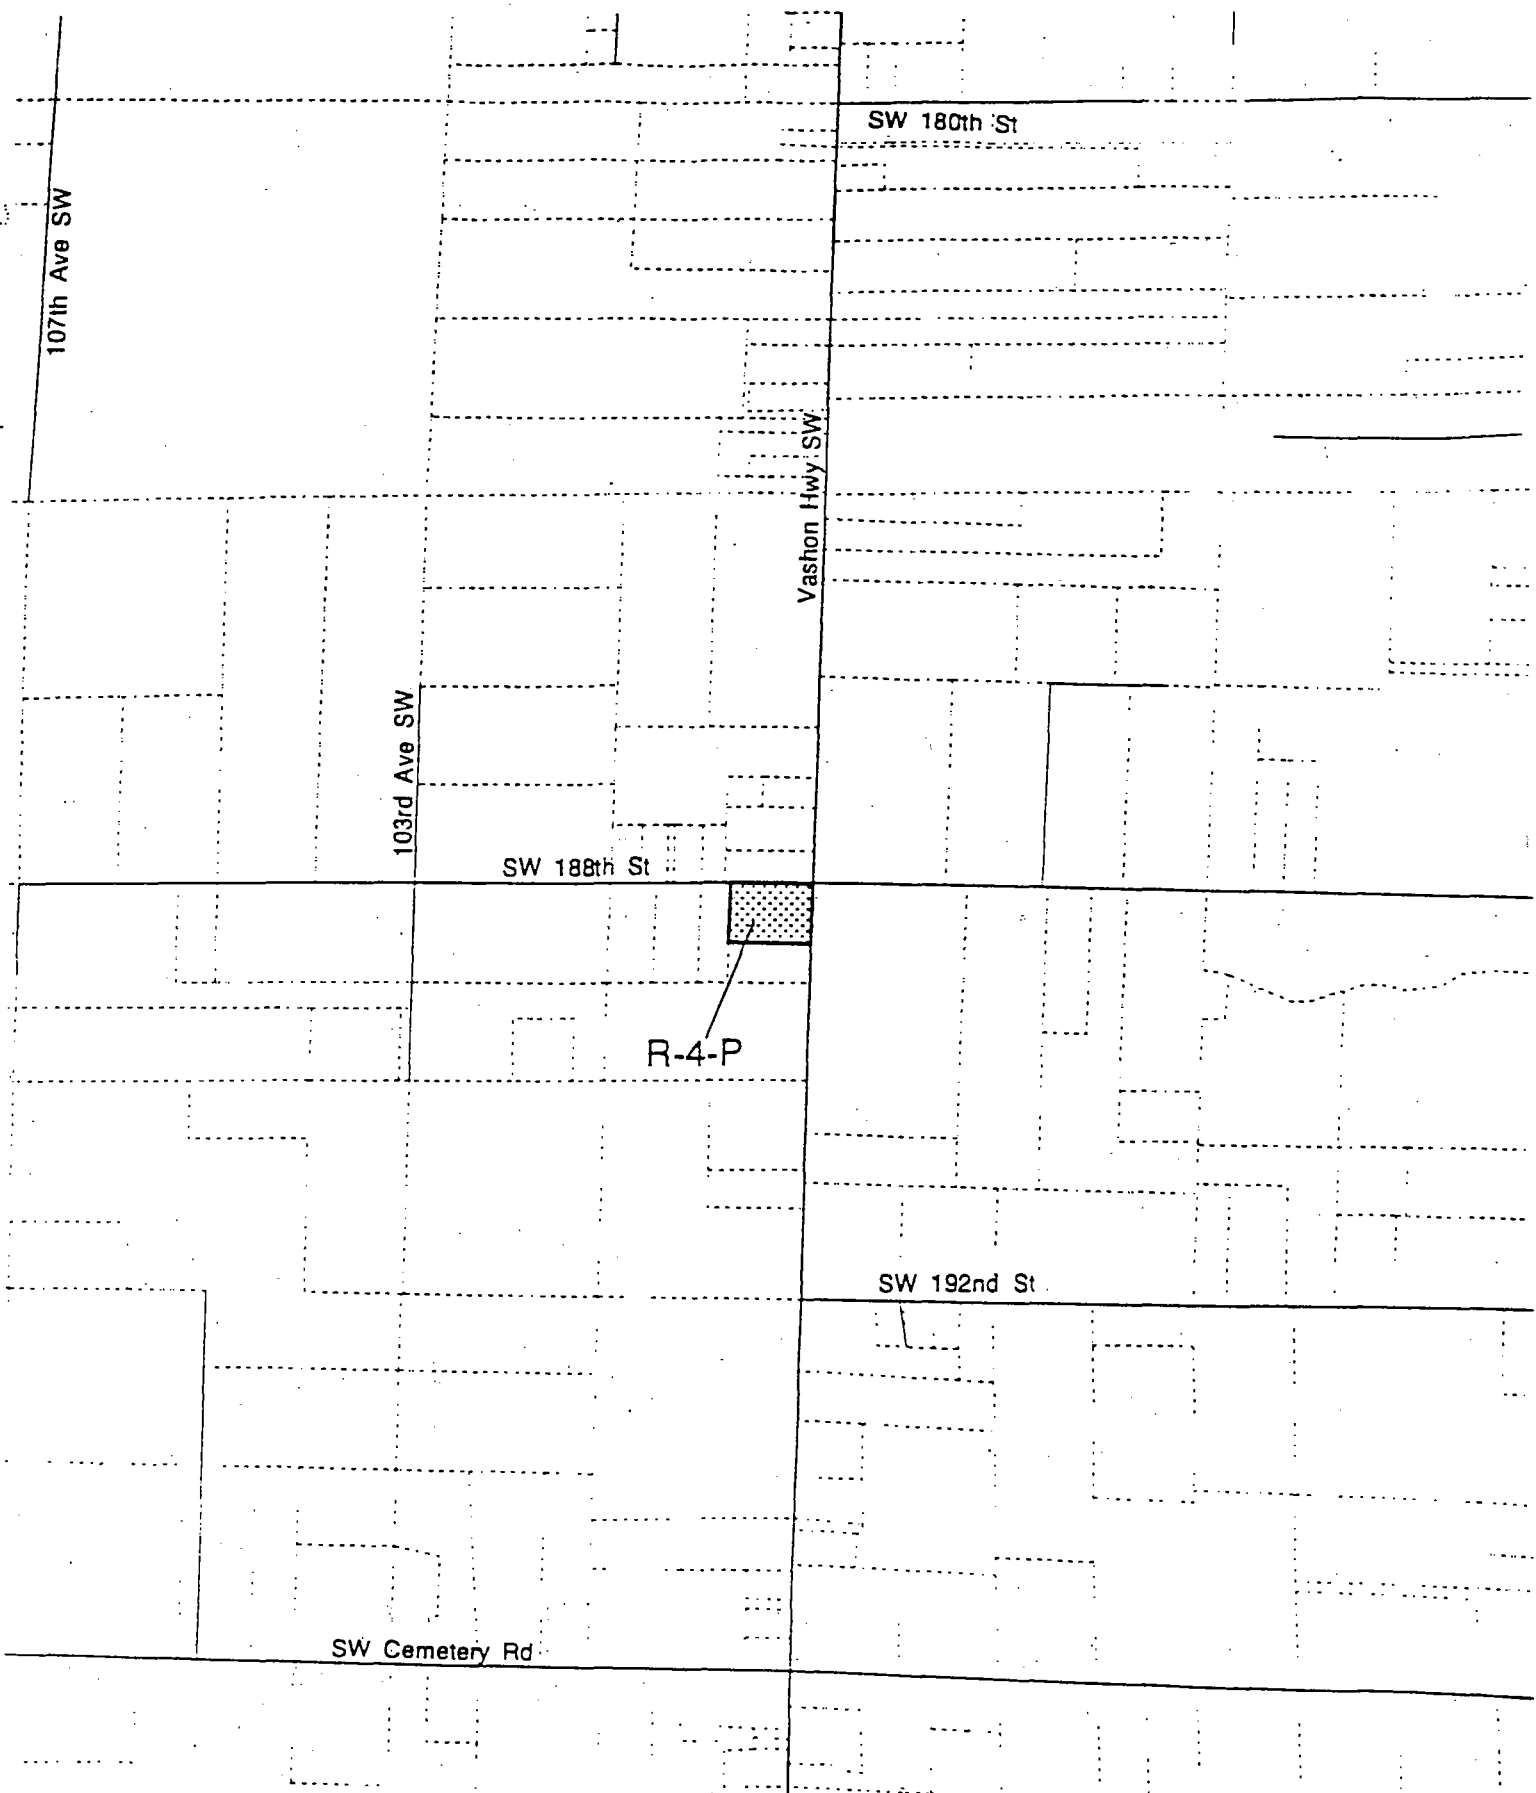 SW 180th St
107th Ave SW
Vashon Hwy SW
103rd Ave SW
SW 188th St
R-4-P
SW 192nd St
SW Cemetery Rd